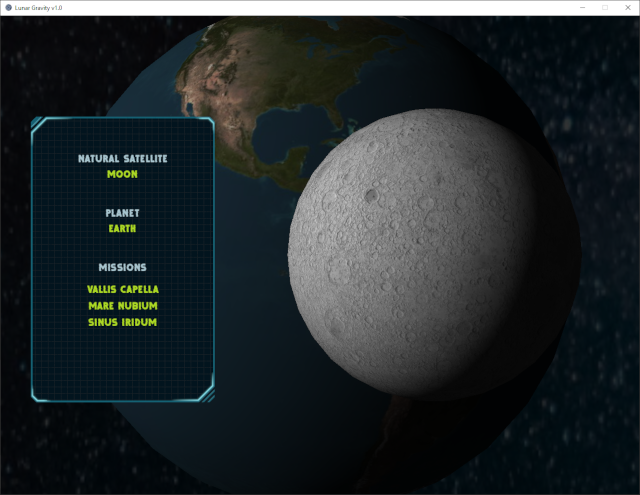 Lunar Gravity v1.0
NATURAL SATELLITE
MOON
PLANET
EARTH
MISSIONS
VALLIS CAPELLA
MARE NUBIUM
SINUS IRIDUM